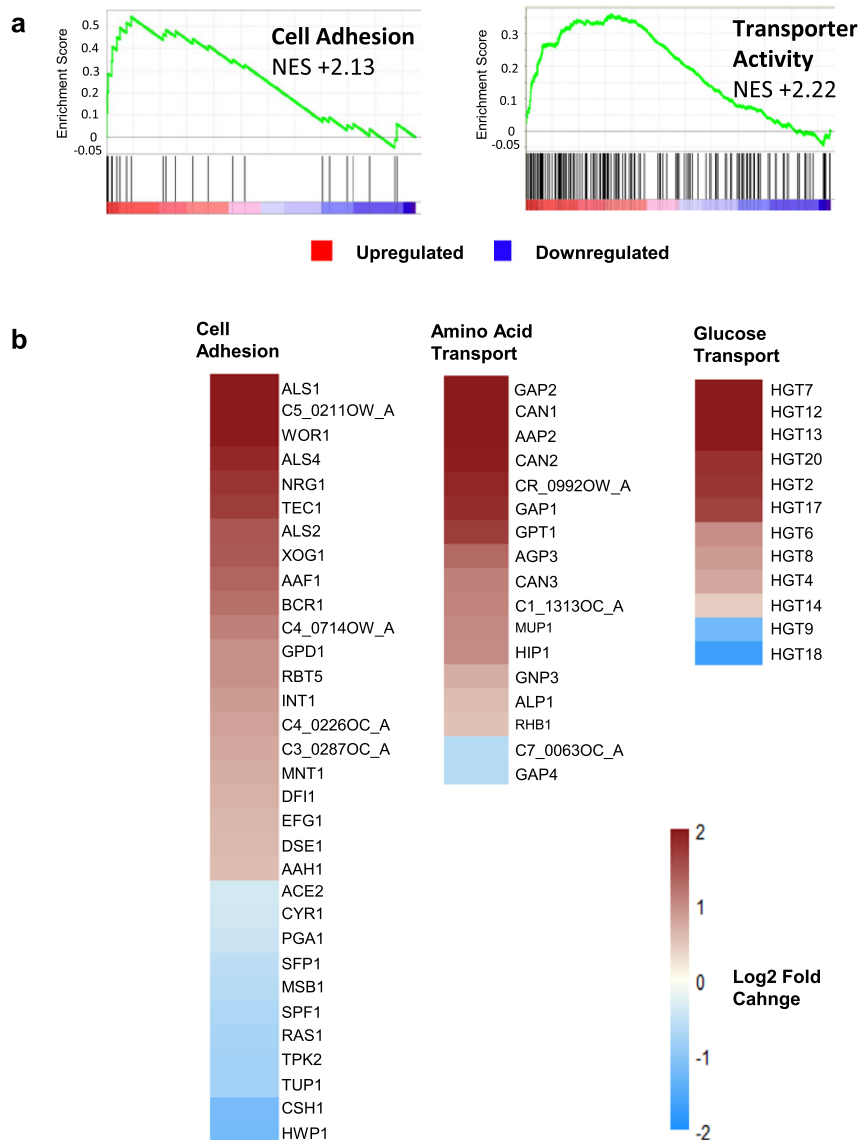 a
Enrichment Score
0.5
0.4
0.3
0.2
0.1
0
-0.05
Cell Adhesion
NES +2.13
Enrichment Score
0.3
0.2
0.1
0
-0.05
Transporter
Activity
NES +2.22
Upregulated
Downregulated
b
Cell
Adhesion
ALS1
C5_0211OW_A
WOR1
ALS4
NRG1
TEC1
ALS2
XOG1
AAF1
BCR1
C4_0714OW_A
GPD1
RBT5
INT1
C4_0226OC_A
C3_0287OC_A
MNT1
DFI1
EFG1
DSE1
AAH1
ACE2
CYR1
PGA1
SFP1
MSB1
SPF1
RAS1
TPK2
TUP1
CSH1
HWP1
Amino Acid
Transport
GAP2
CAN1
AAP2
CAN2
CR_0992OW_A
GAP1
GPT1
AGP3
CAN3
C1_1313OC_A
MUP1
HIP1
GNP3
ALP1
RHB1
C7_0063OC_A
GAP4
Glucose
Transport
HGT7
HGT12
HGT13
HGT20
HGT2
HGT17
HGT6
HGT8
HGT4
HGT14
HGT9
HGT18
2
1
0
-1
-2
Log2 Fold
Cahnge